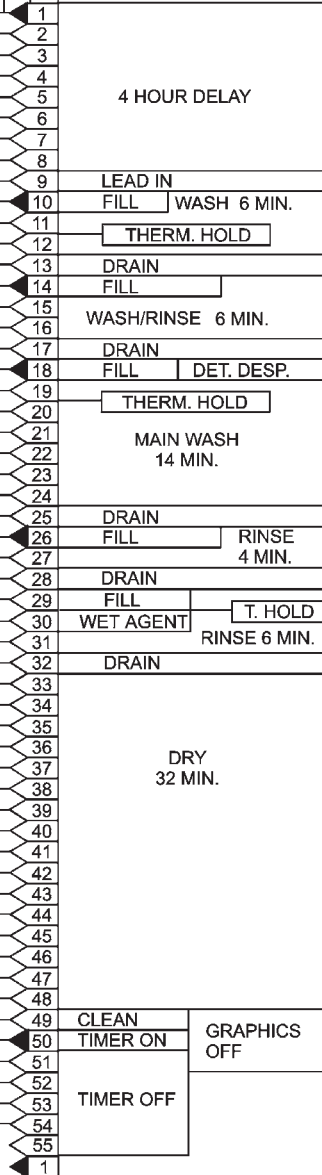 1
2
3
4
5 4 HOUR DELAY
6
7
8
9 LEAD IN
10 FILL WASH 6 MIN.
11
THERM. HOLD
12
13 DRAIN
14 FILL
15
WASH/RINSE 6 MIN.
16
17 DRAIN
18 FILL DET. DESP.
19
THERM. HOLD
20
21 MAIN WASH
22 14 MIN.
23
24
25 DRAIN
26 FILL RINSE
27 4 MIN.
28 DRAIN
29 FILL T. HOLD
30 WET AGENT
31 RINSE 6 MIN.
32 DRAIN
33
34
35
36 DRY
37 32 MIN.
38
39
40
41
42
43
44
45
46
47
48
49 CLEAN GRAPHICS
50 TIMER ON OFF
51
52
53 TIMER OFF
54
55
1